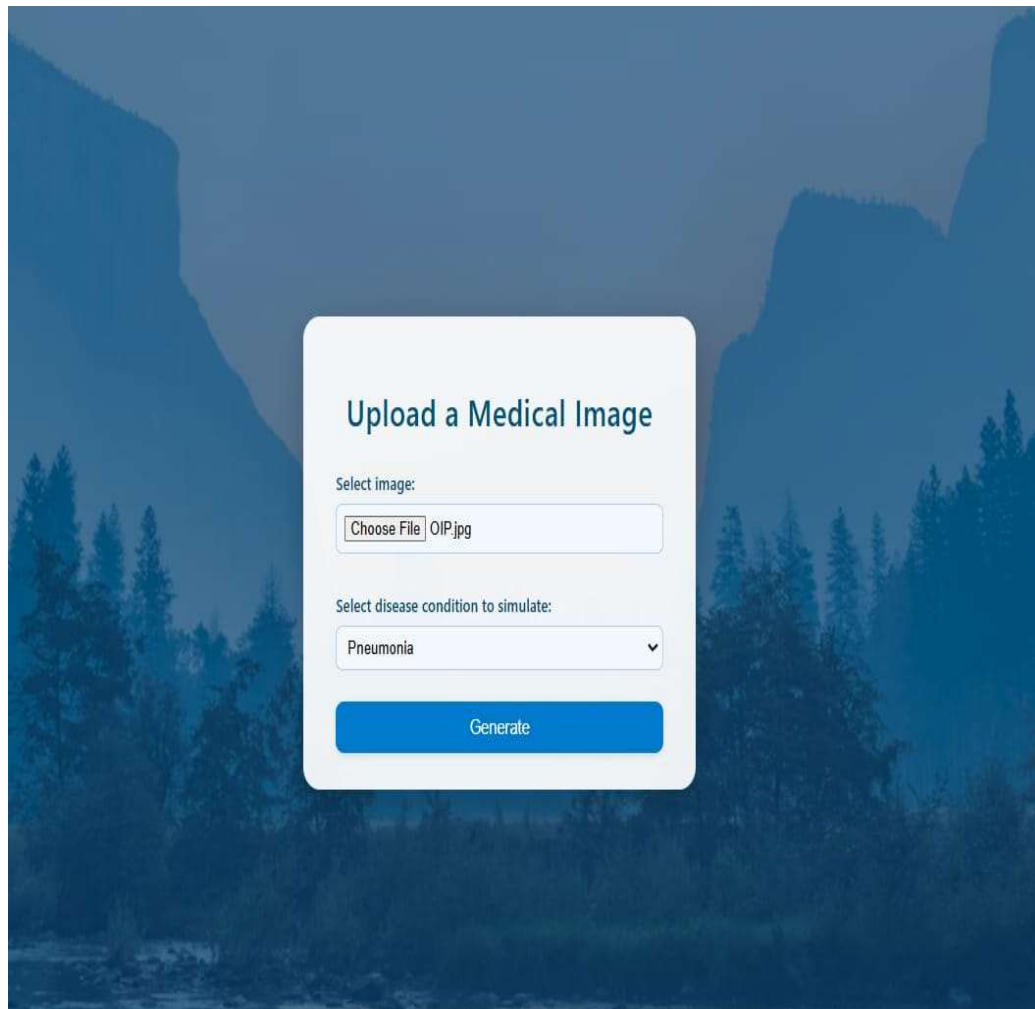 Upload a Medical Image
Select image:
Choose File OIP.jpg
Select disease condition to simulate:
Pneumonia
Generate